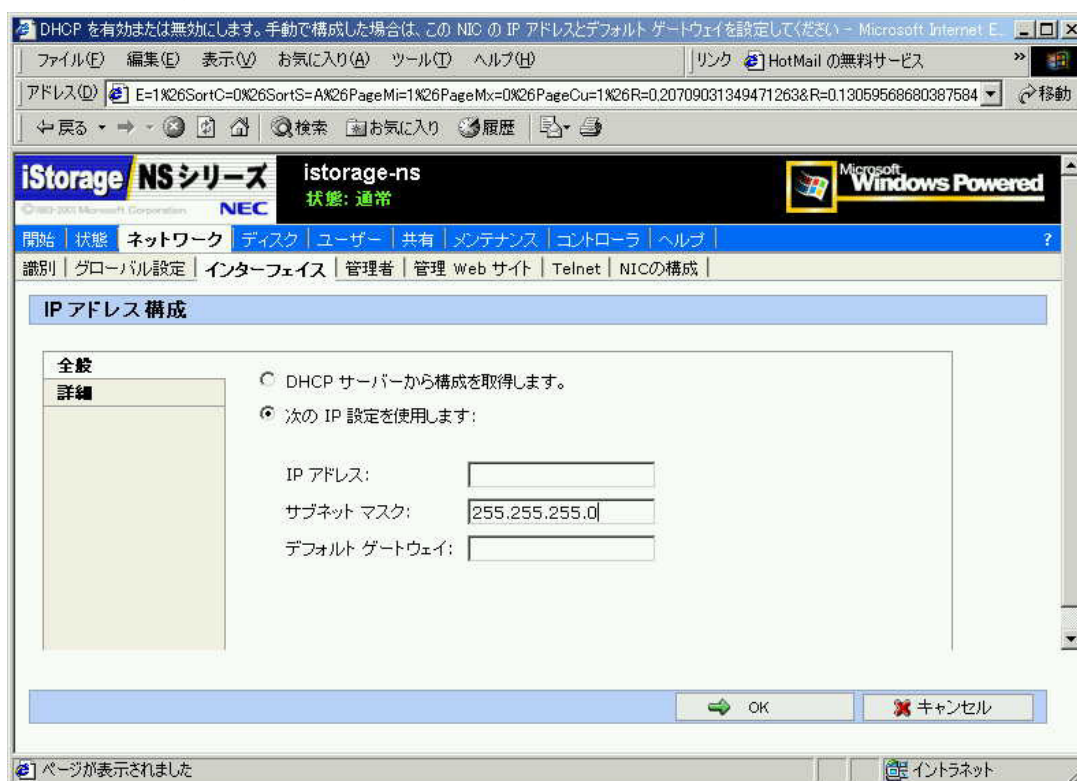 DHCP を有効または無効にします。手動で構成した場合は、この NIC の IP アドレスとデフォルト ゲートウェイを設定してください - Microsoft Internet E...
ファイル(F) 編集(E) 表示(V) お気に入り(A) ツール(T) ヘルプ(H) リンク HotMail の無料サービス »
アドレス(D) E=1%26SortC=0%26SortS=A%26PageMi=1%26PageMx=0%26PageCu=1%26R=0.20709031349471263&R=0.13059568680387584 移動
戻る 検索 お気に入り 履歴
iStorage NSシリーズ istorage-ns Microsoft Windows Powered
状態: 通常
Microsoft Corporation NEC
開始 状態 ネットワーク ディスク ユーザー 共有 メンテナンス コントローラ ヘルプ ?
識別 グローバル設定 インターフェイス 管理者 管理 Web サイト Telnet NICの構成
IP アドレス構成
全般
詳細
DHCP サーバーから構成を取得します。
次の IP 設定を使用します:
IP アドレス:
サブネット マスク: 255.255.255.0
デフォルト ゲートウェイ:
OK キャンセル
ページが表示されました イントラネット